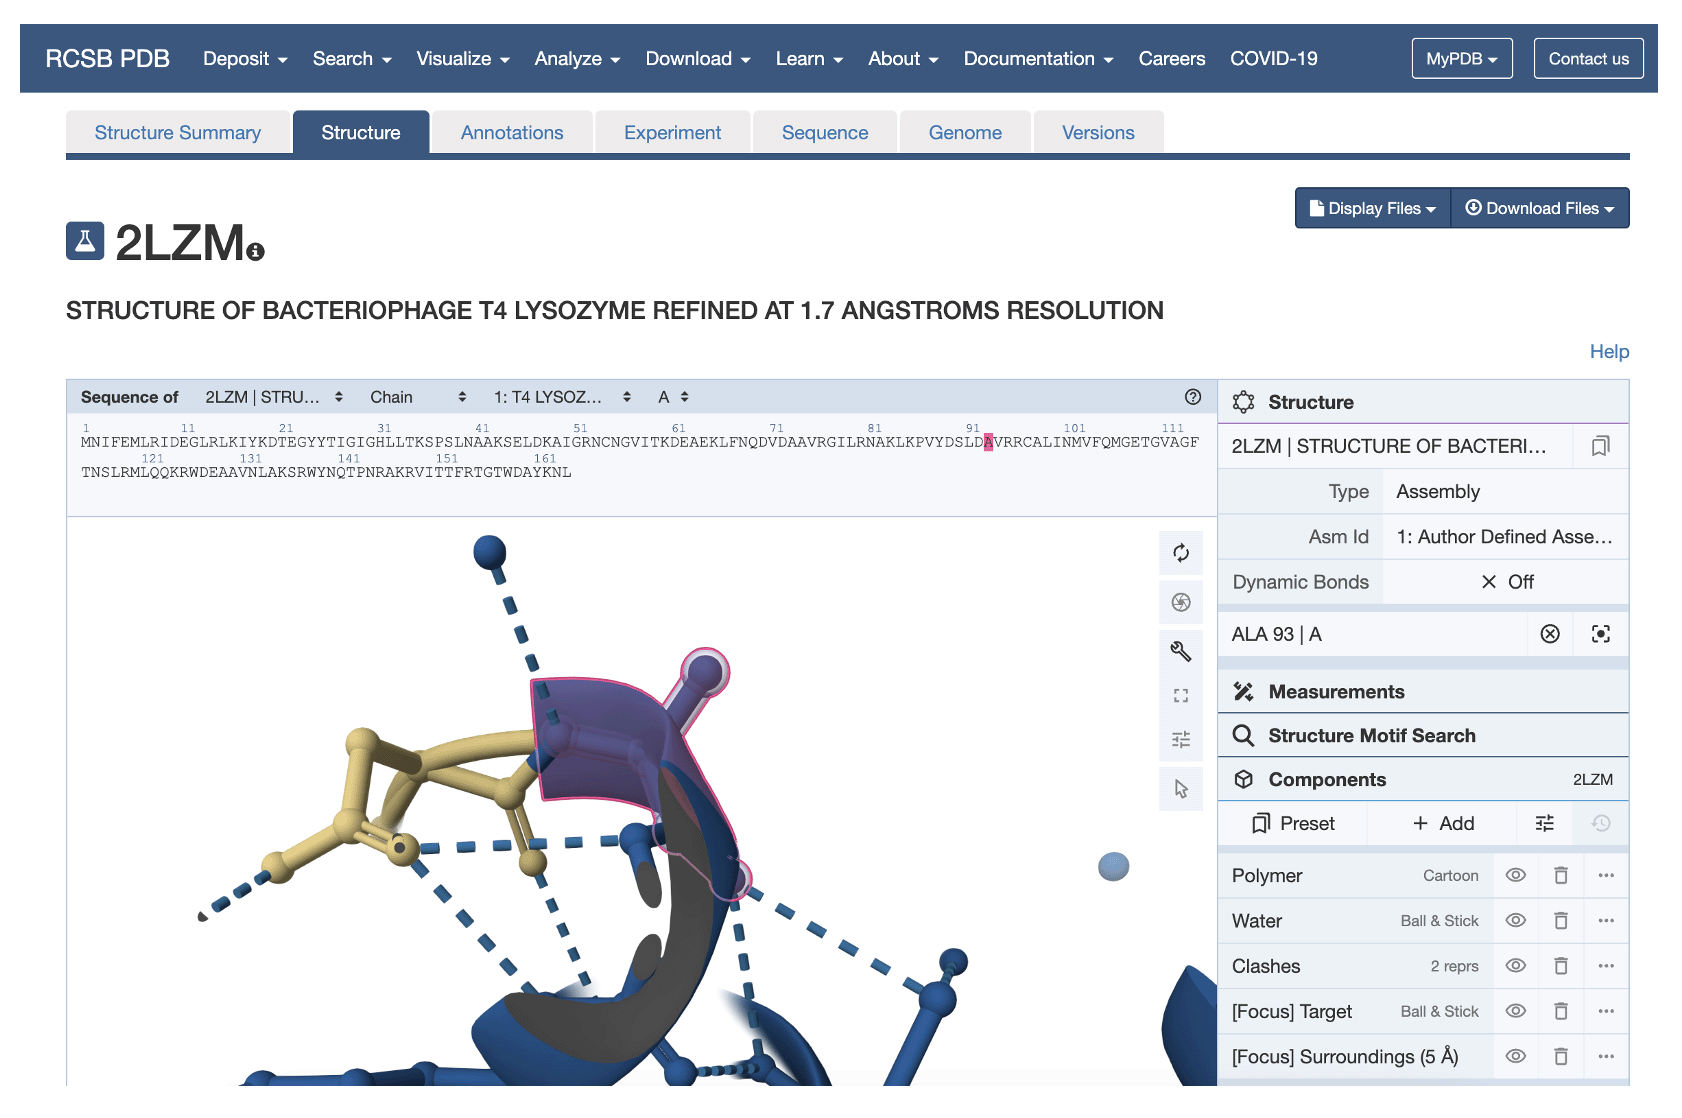 RCSB PDB Deposit Search Visualize Analyze Download Learn About Documentation Careers COVID-19 MyPDB Contact us
Structure Summary Structure Annotations Experiment Sequence Genome Versions
Display Files Download Files
2LZM
STRUCTURE OF BACTERIOPHAGE T4 LYSOZYME REFINED AT 1.7 ANGSTROMS RESOLUTION
Help
Sequence of 2LZM | STRU... Chain 1: T4 LYSOZ... A
1 11 21 31 41 51 61 71 81 91 101 111
MNIFEMLRIDEGLRLKIYKDTEGYYTIGIGHLLTKSPSLNAAKSELDKAIGRNCNGVITKDEAEKLFNQDVDAAVRGILRNAKLKPVYDSLDAVRRCALINMVFQMGETGVAGF
121 131 141 151 161
TNSLRMLQQKRWDEAAVNLAKSRWYNQTPNRAKRVITTFRTGTWDAYKNL
Structure
2LZM | STRUCTURE OF BACTERI...
Type Assembly
Asm Id 1: Author Defined Asse...
Dynamic Bonds Off
ALA 93 | A
Measurements
Structure Motif Search
Components 2LZM
Preset + Add
Polymer Cartoon
Water Ball & Stick
Clashes 2 reprs
[Focus] Target Ball & Stick
[Focus] Surroundings (5 Å)